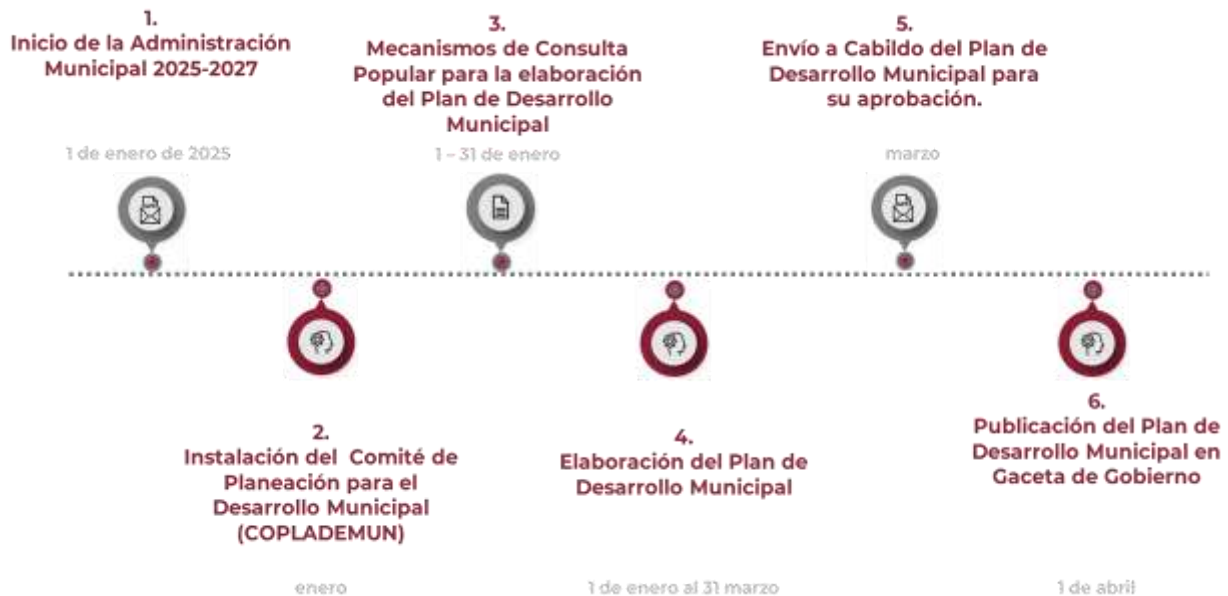 1.
Inicio de la Administración
Municipal 2025-2027
1 de enero de 2025
2.
Instalación del Comité de
Planeación para el
Desarrollo Municipal
(COPLADEMUN)
enero
3.
Mecanismos de Consulta
Popular para la elaboración
del Plan de Desarrollo
Municipal
1 – 31 de enero
4.
Elaboración del Plan de
Desarrollo Municipal
1 de enero al 31 marzo
5.
Envío a Cabildo del Plan de
Desarrollo Municipal para
su aprobación.
marzo
6.
Publicación del Plan de
Desarrollo Municipal en
Gaceta de Gobierno
1 de abril